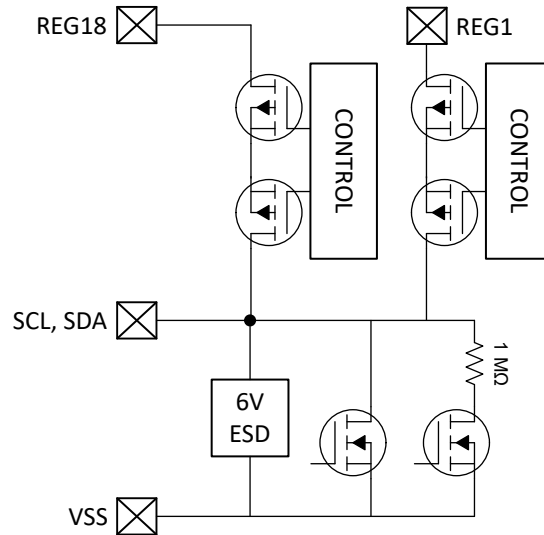 REG18
REG1
CONTROL
CONTROL
SCL, SDA
1 MΩ
6V
ESD
VSS